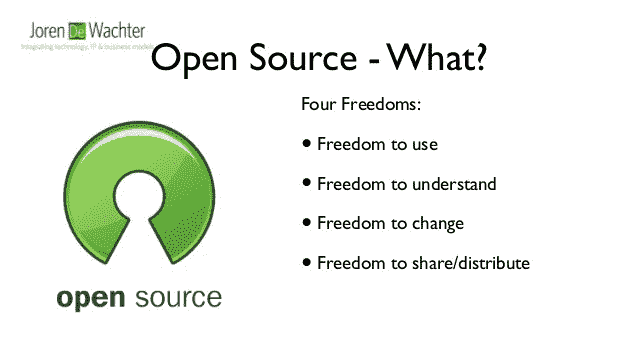 Joren De Wachter
Integrating technology, IP & business models
Open Source - What?
Four Freedoms:
• Freedom to use
• Freedom to understand
• Freedom to change
• Freedom to share/distribute
open source